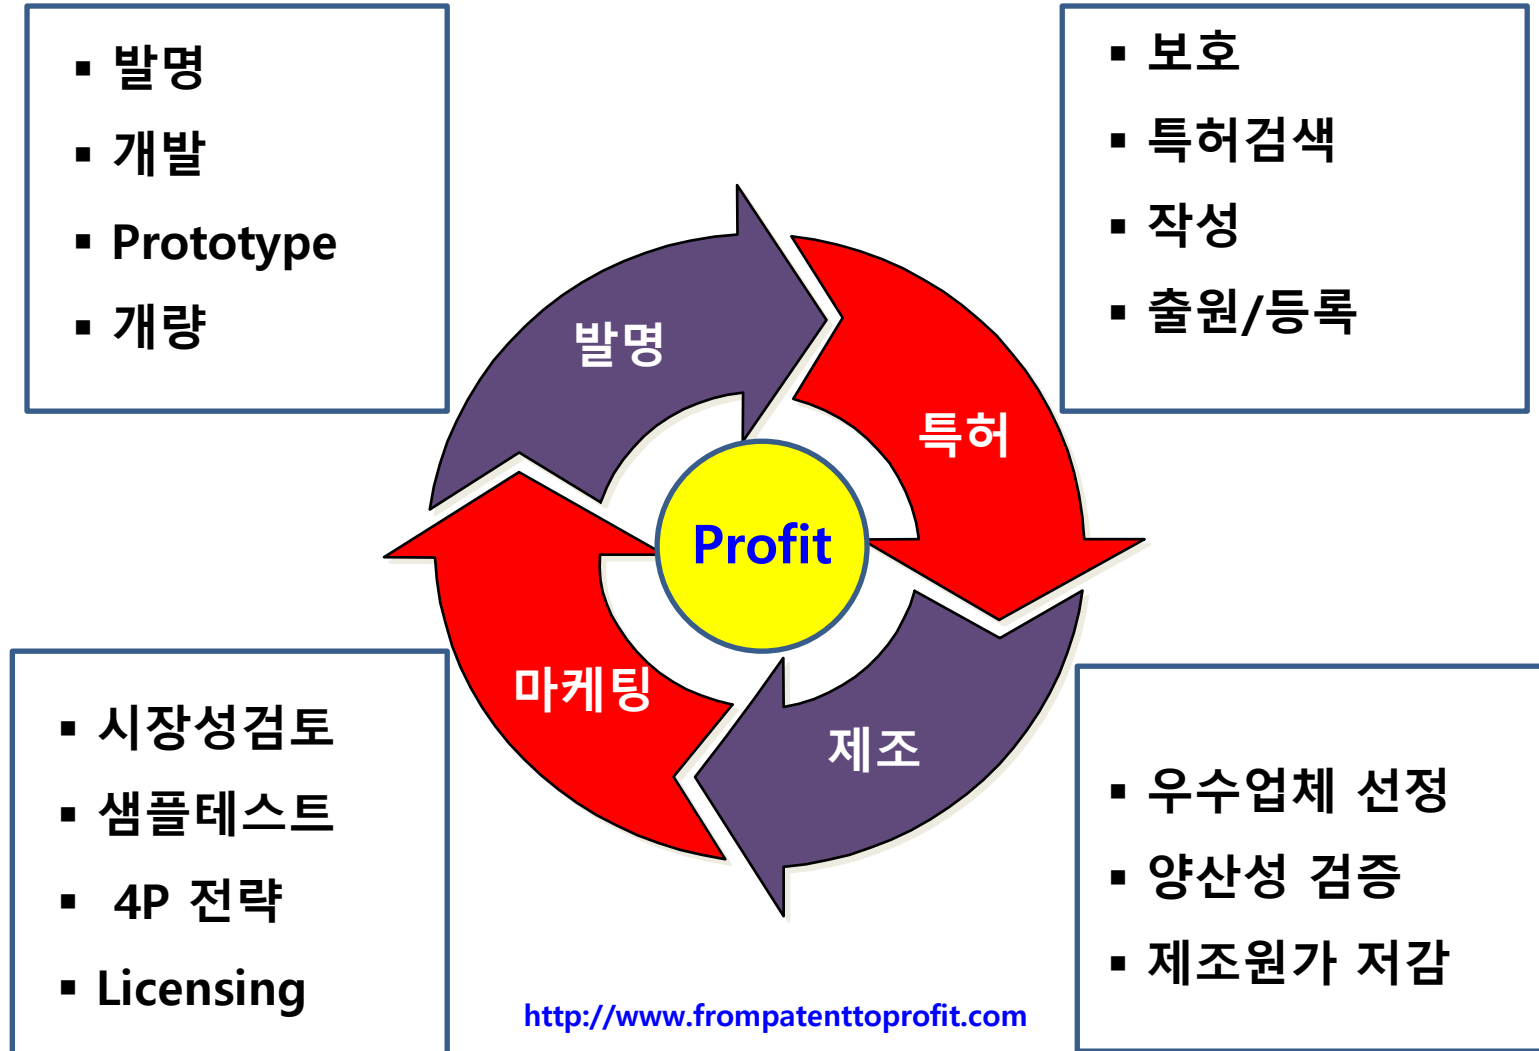 ▪ 발명
▪ 개발
▪ Prototype
▪ 개량
▪ 보호
▪ 특허검색
▪ 작성
▪ 출원/등록
발명
특허
Profit
마케팅
제조
▪ 시장성검토
▪ 샘플테스트
▪ 4P 전략
▪ Licensing
▪ 우수업체 선정
▪ 양산성 검증
▪ 제조원가 저감
http://www.frompatenttoprofit.com